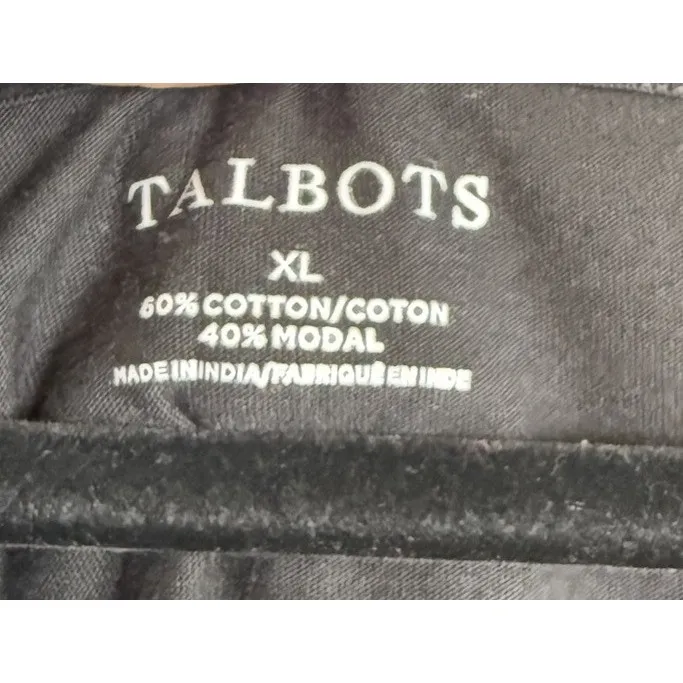 TALBOTS
XL
60% COTTON/COTON
40% MODAL
MADE IN INDIA/FABRIQUÉ EN INDE